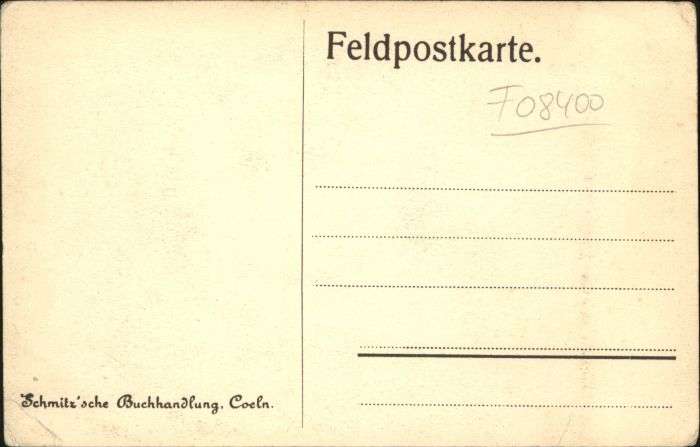 Feldpostkarte.
F08400
Schmitz'sche Buchhandlung, Coeln.